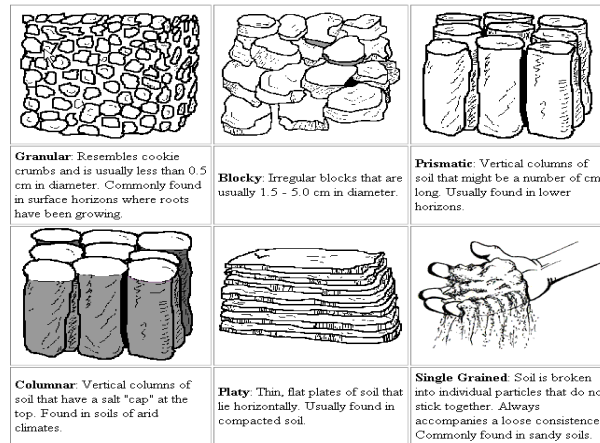 Granular: Resembles cookie
crumbs and is usually less than 0.5
cm in diameter. Commonly found
in surface horizons where roots
have been growing.
Blocky: Irregular blocks that are
usually 1.5 - 5.0 cm in diameter.
Prismatic: Vertical columns of
soil that might be a number of cm
long. Usually found in lower
horizons.
Columnar: Vertical columns of
soil that have a salt "cap" at the
top. Found in soils of arid
climates.
Platy: Thin, flat plates of soil that
lie horizontally. Usually found in
compacted soil.
Single Grained: Soil is broken
into individual particles that do no
stick together. Always
accompanies a loose consistence
Commonly found in sandy soils.